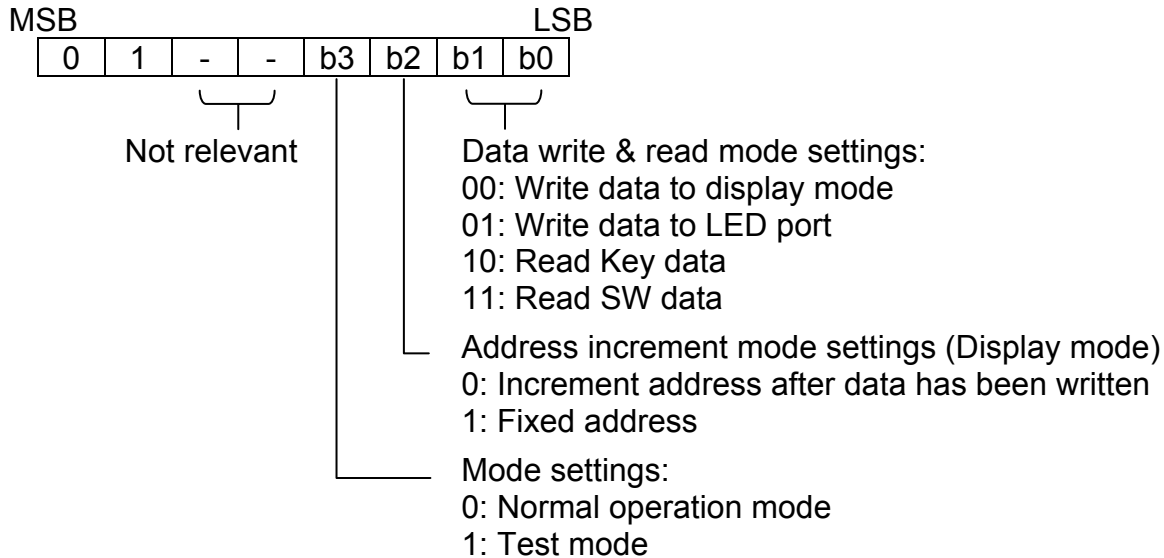 MSB LSB
0 1 - - b3 b2 b1 b0
Not relevant
Data write & read mode settings:
00: Write data to display mode
01: Write data to LED port
10: Read Key data
11: Read SW data
Address increment mode settings (Display mode)
0: Increment address after data has been written
1: Fixed address
Mode settings:
0: Normal operation mode
1: Test mode